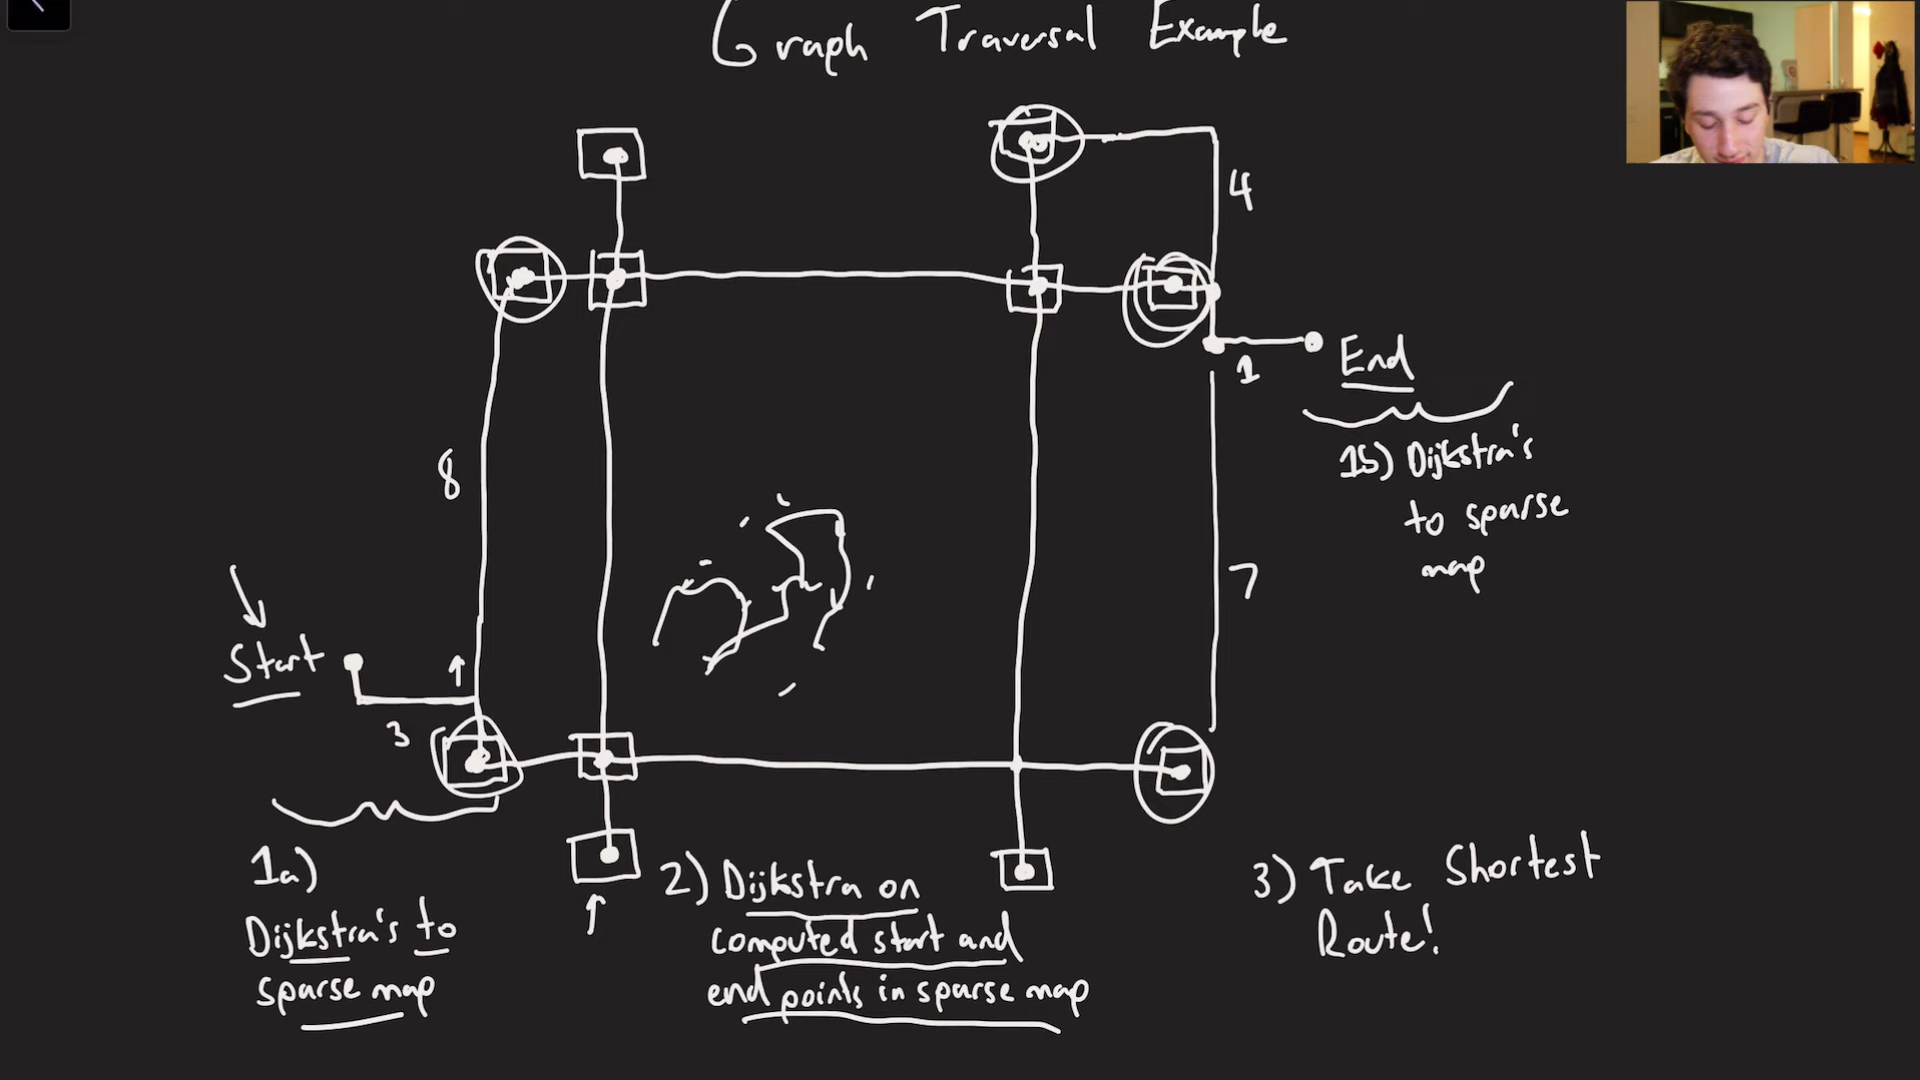 Graph Traversal Example
4
End
1
1b) Dijkstra's
to sparse
map
8
7
Start
3
1a)
Dijkstra's to
sparse map
2) Dijkstra on
computed start and
end points in sparse map
3) Take Shortest
Route!